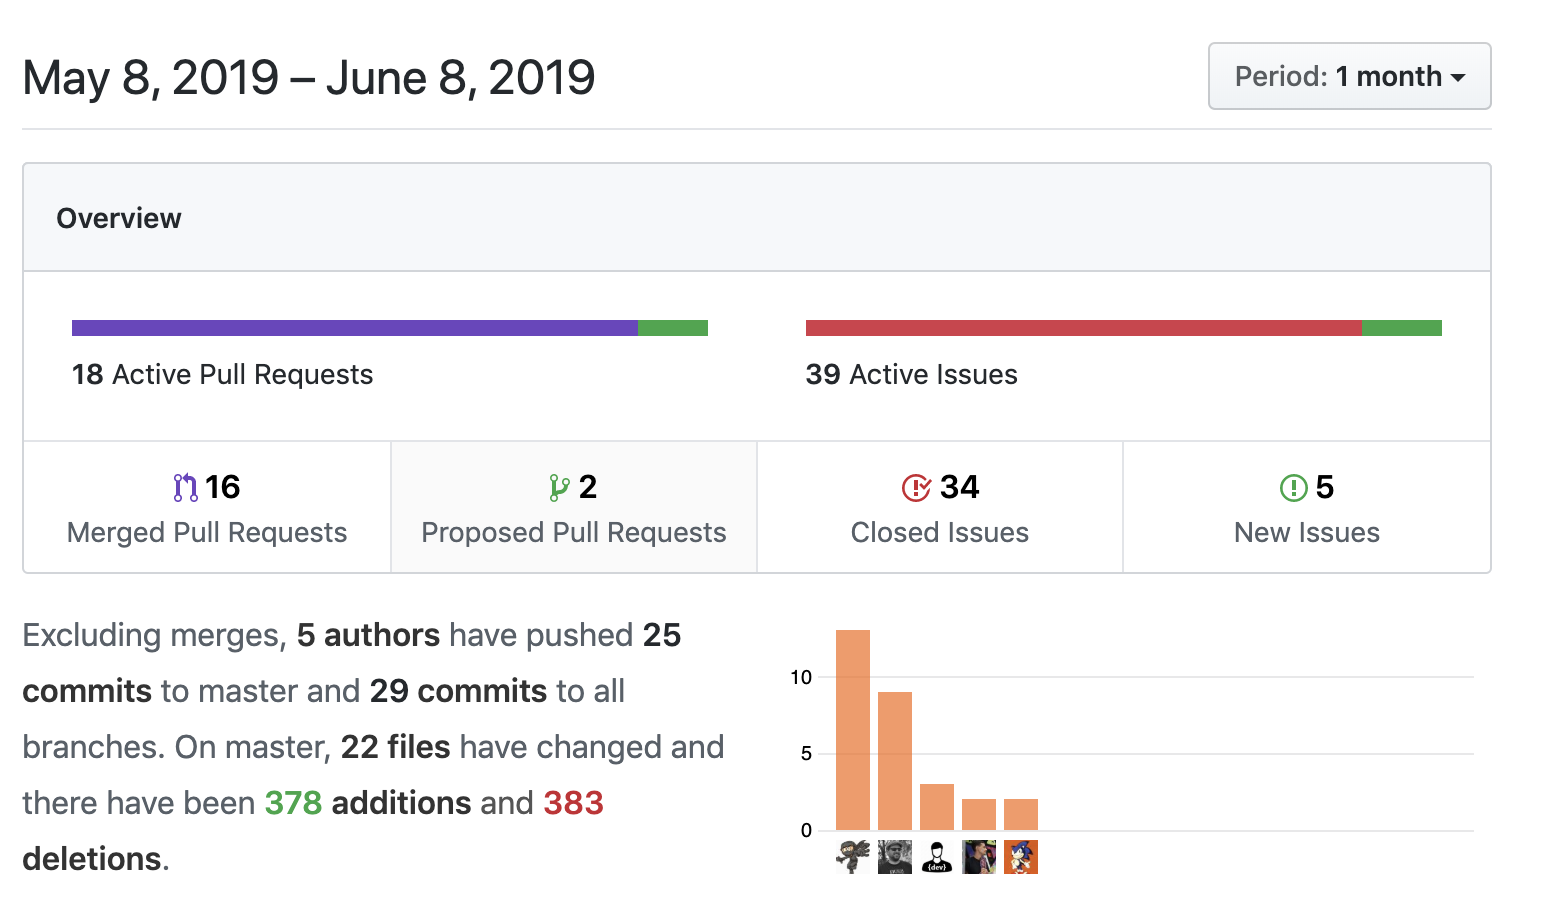 May 8, 2019 – June 8, 2019
Period: 1 month
Overview
18 Active Pull Requests
39 Active Issues
16
Merged Pull Requests
2
Proposed Pull Requests
34
Closed Issues
5
New Issues
Excluding merges, 5 authors have pushed 25
commits to master and 29 commits to all
branches. On master, 22 files have changed and
there have been 378 additions and 383
deletions.
10
5
0
{dev}